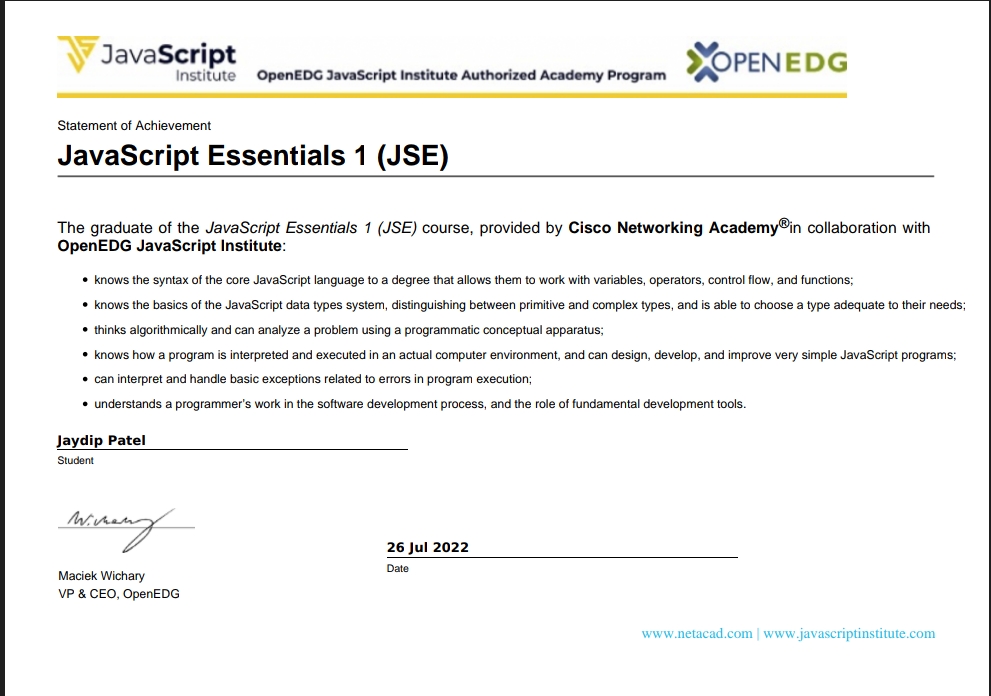 JavaScript
Institute
OpenEDG JavaScript Institute Authorized Academy Program
OPENEDG
Statement of Achievement
JavaScript Essentials 1 (JSE)
The graduate of the JavaScript Essentials 1 (JSE) course, provided by Cisco Networking Academy®in collaboration with
OpenEDG JavaScript Institute:
• knows the syntax of the core JavaScript language to a degree that allows them to work with variables, operators, control flow, and functions;
• knows the basics of the JavaScript data types system, distinguishing between primitive and complex types, and is able to choose a type adequate to their needs;
• thinks algorithmically and can analyze a problem using a programmatic conceptual apparatus;
• knows how a program is interpreted and executed in an actual computer environment, and can design, develop, and improve very simple JavaScript programs;
• can interpret and handle basic exceptions related to errors in program execution;
• understands a programmer’s work in the software development process, and the role of fundamental development tools.
Jaydip Patel
Student
26 Jul 2022
Date
Maciek Wichary
VP & CEO, OpenEDG
www.netacad.com | www.javascriptinstitute.com